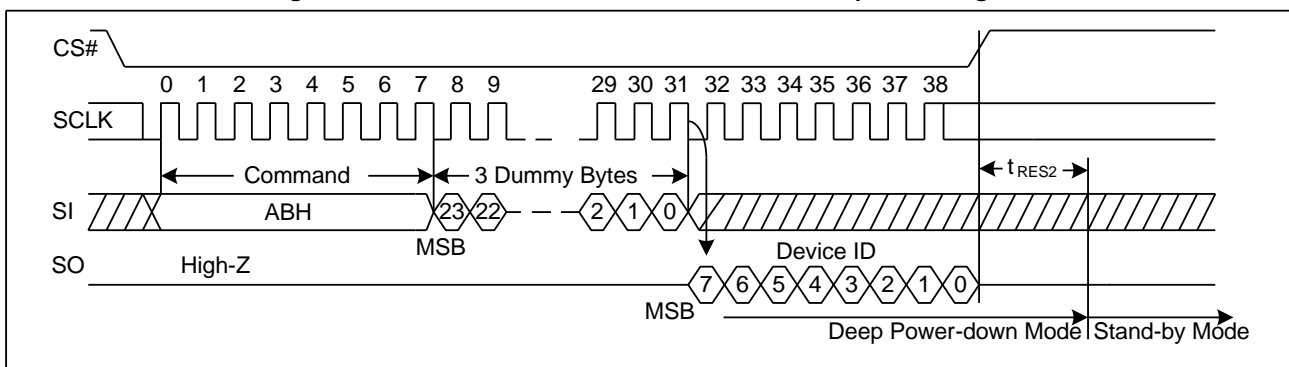 CS#
0 1 2 3 4 5 6 7 8 9 29 30 31 32 33 34 35 36 37 38
SCLK
Command 3 Dummy Bytes tRES2
SI ABH 23 22 2 1 0
MSB Device ID
SO High-Z 7 6 5 4 3 2 1 0
MSB
Deep Power-down Mode Stand-by Mode